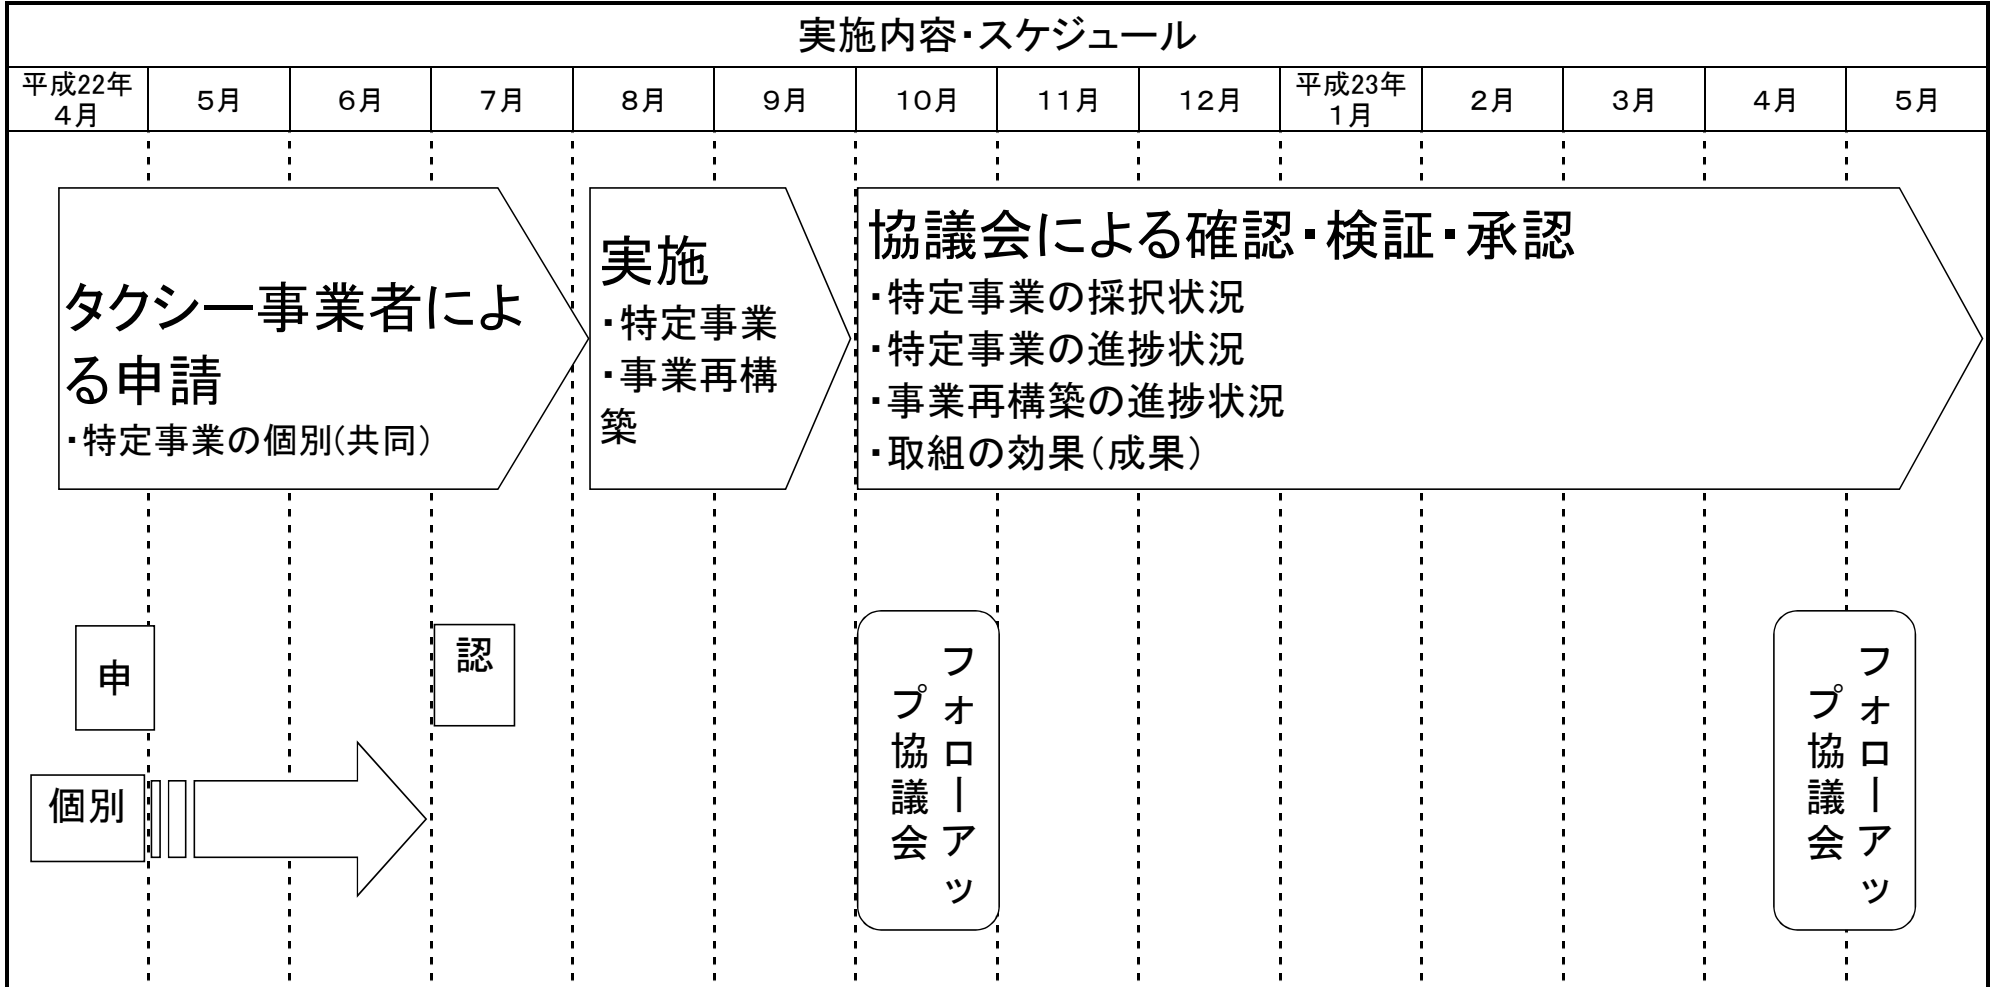 実施内容・スケジュール
平成22年
4月
5月
6月
7月
8月
9月
10月
11月
12月
平成23年
1月
2月
3月
4月
5月
タクシー事業者によ
る申請
・特定事業の個別(共同)
実施
・特定事業
・事業再構
築
協議会による確認・検証・承認
・特定事業の採択状況
・特定事業の進捗状況
・事業再構築の進捗状況
・取組の効果(成果)
申
認
個別
フォローアッ
プ協議会
フォローアッ
プ協議会